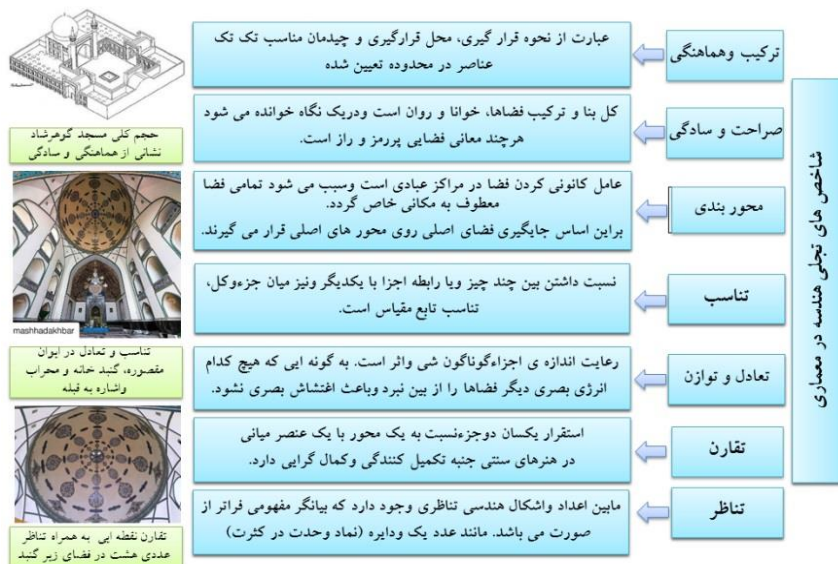 شاخص های تجلی هندسه در معماری
ترکیب وهماهنگی
عبارت از نحوه قرار گیری، محل قرارگیری و چیدمان مناسب تک تک
عناصر در محدوده تعیین شده
صراحت و سادگی
کل بنا و ترکیب فضاها، خوانا و روان است ودریک نگاه خوانده می شود
هرچند معانی فضایی پررمز و راز است.
محور بندی
عامل کانونی کردن فضا در مراکز عبادی است وسبب می شود تمامی فضا
معطوف به مکانی خاص گردد.
براین اساس جایگیری فضای اصلی روی محور های اصلی قرار می گیرند.
تناسب
نسبت داشتن بین چند چیز ویا رابطه اجزا با یکدیگر ونیز میان جزءوکل،
تناسب تابع مقیاس است.
تعادل و توازن
رعایت اندازه ی اجزاءگوناگون شی واثر است. به گونه ایی که هیچ کدام
انرژی بصری دیگر فضاها را از بین نبرد وباعث اغتشاش بصری نشود.
تقارن
استقرار یکسان دوجزءنسبت به یک محور با یک عنصر میانی
در هنرهای سنتی جنبه تکمیل کنندگی وکمال گرایی دارد.
تناظر
مابین اعداد واشکال هندسی تناظری وجود دارد که بیانگر مفهومی فراتر از
صورت می باشد. مانند عدد یک ودایره (نماد وحدت در کثرت)
حجم کلی مسجد گوهرشاد
نشانی از هماهنگی و سادگی
mashhadakhbar
تناسب و تعادل در ایوان
مقصوره، گنبد خانه و محراب
واشاره به قبله
تقارن نقطه ایی به همراه تناظر
عددی هشت در فضای زیر گنبد